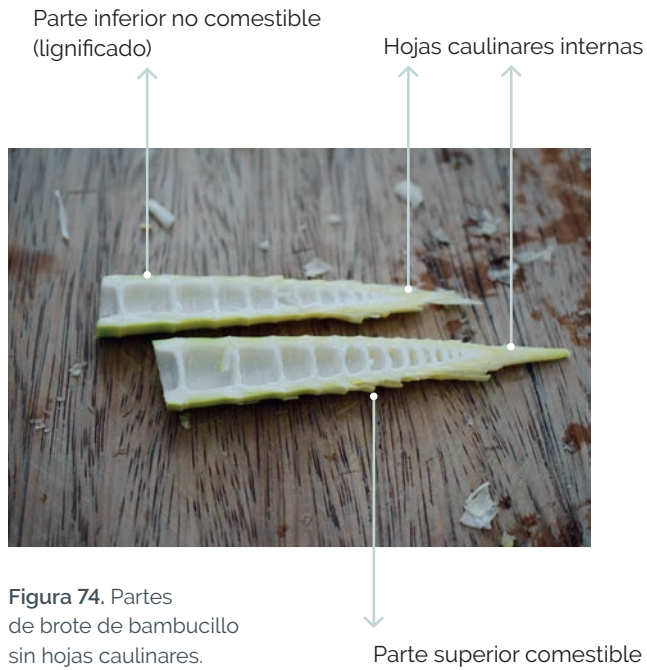 Parte inferior no comestible
(lignificado)
Hojas caulinares internas
Figura 74. Partes
de brote de bambucillo
sin hojas caulinares.
Parte superior comestible